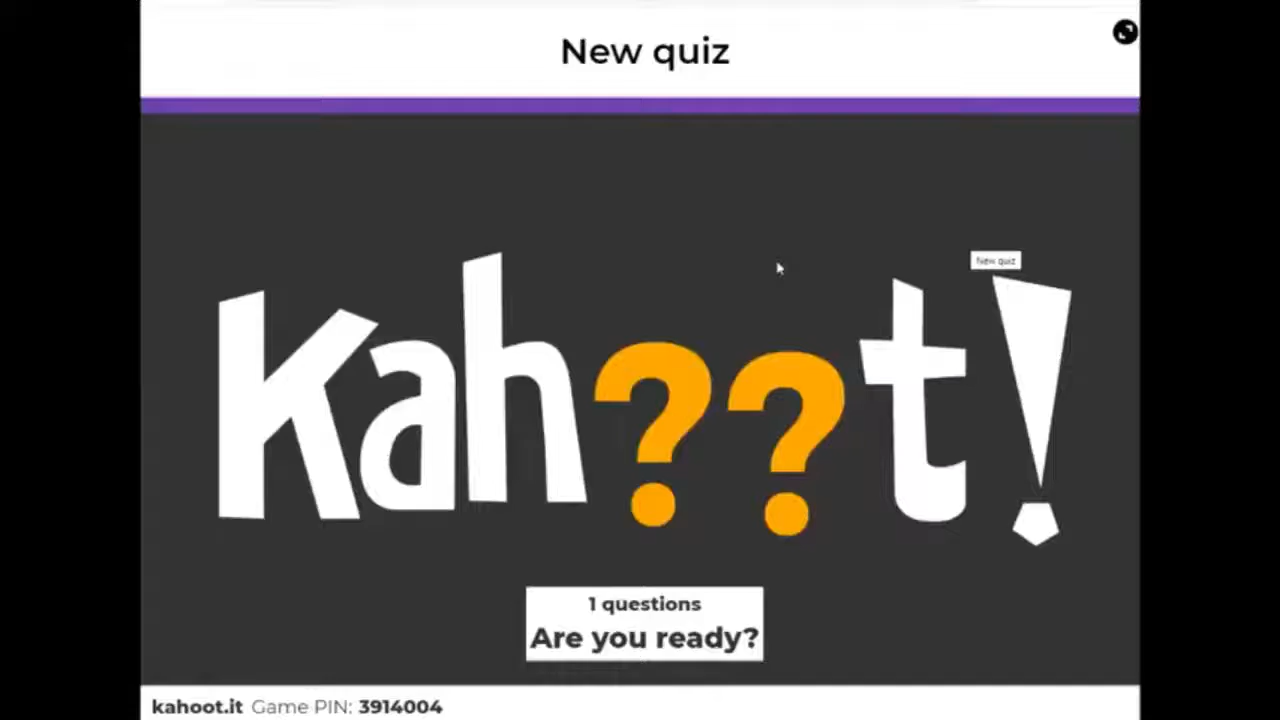 New quiz
New quiz
Kah??t!
1 questions
Are you ready?
kahoot.it Game PIN: 3914004